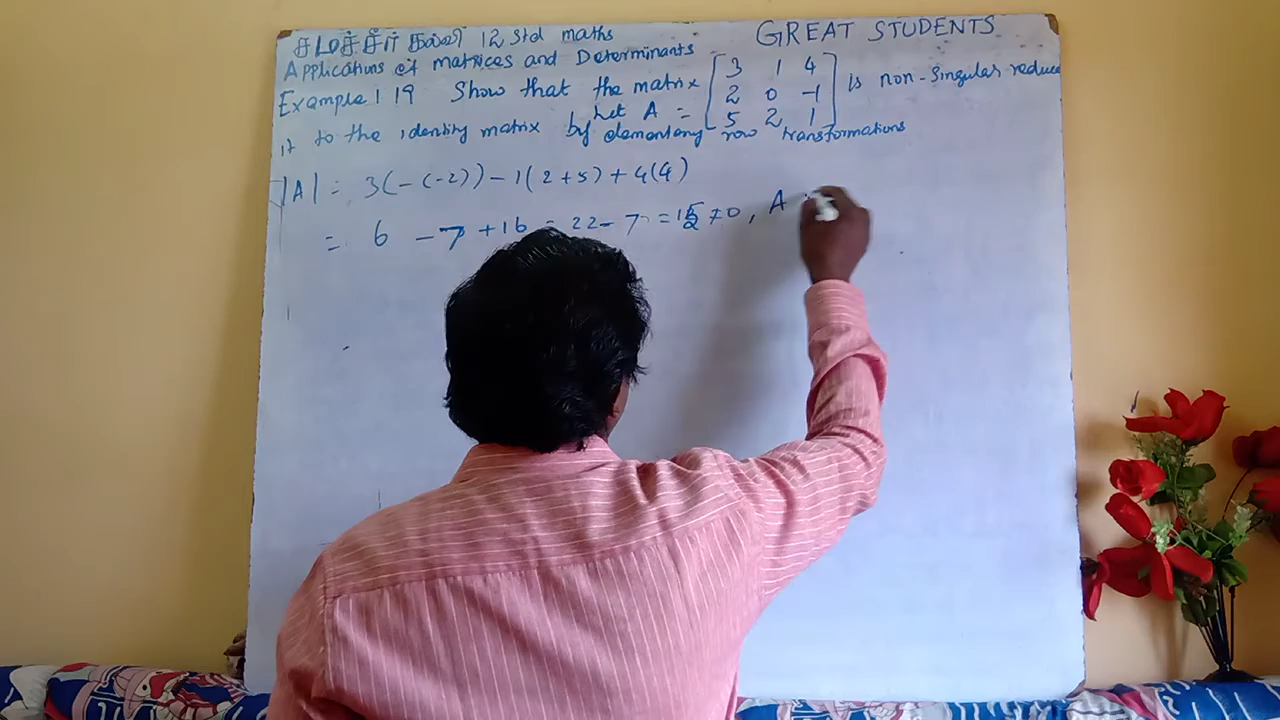 சமச்சீர் கல்வி 12 std maths GREAT STUDENTS
Applications of matrices and Determinants
Example 1 19 Show that the matrix [3 1 4
2 0 -1
5 2 1] is non-singular reduce
Let A =
it to the identity matrix by elementary row transformations
|A| = 3(-(-2)) -1(2+5) +4(4)
= 6 -7 +16 = 22-7 = 15 ≠0, A